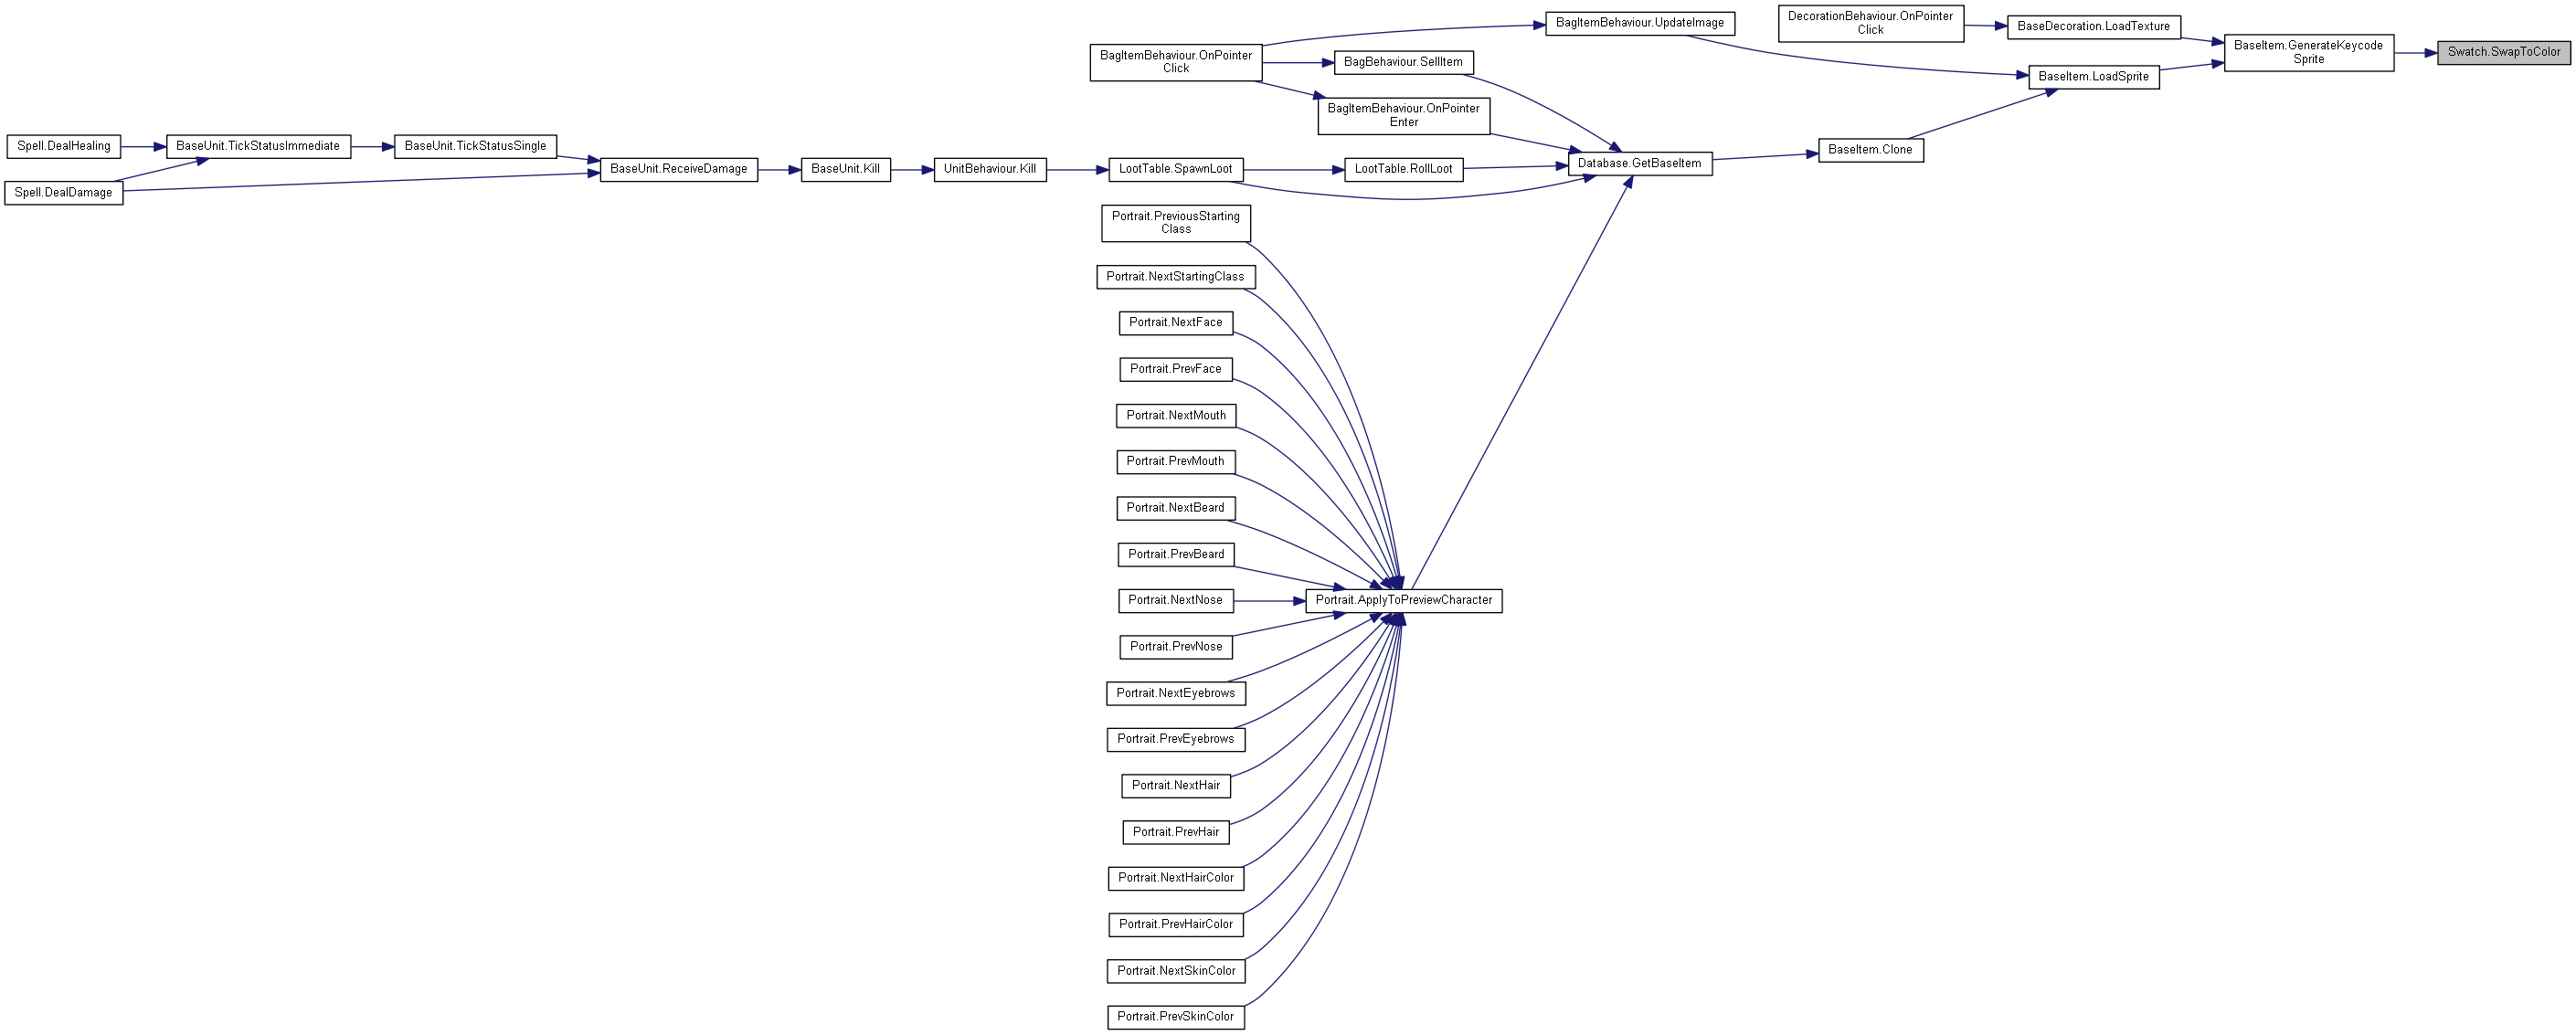 DecorationBehaviour.OnPointer
Click
BaseDecoration.LoadTexture
BagItemBehaviour.UpdateImage
BaseItem.GenerateKeycode
Sprite
Swatch.SwapToColor
BagItemBehaviour.OnPointer
Click
BagBehaviour.SellItem
BaseItem.LoadSprite
BagItemBehaviour.OnPointer
Enter
Spell.DealHealing
BaseUnit.TickStatusImmediate
BaseUnit.TickStatusSingle
BaseItem.Clone
BaseUnit.ReceiveDamage
BaseUnit.Kill
UnitBehaviour.Kill
LootTable.SpawnLoot
LootTable.RollLoot
Database.GetBaseItem
Spell.DealDamage
Portrait.PreviousStarting
Class
Portrait.NextStartingClass
Portrait.NextFace
Portrait.PrevFace
Portrait.NextMouth
Portrait.PrevMouth
Portrait.NextBeard
Portrait.PrevBeard
Portrait.NextNose
Portrait.ApplyToPreviewCharacter
Portrait.PrevNose
Portrait.NextEyebrows
Portrait.PrevEyebrows
Portrait.NextHair
Portrait.PrevHair
Portrait.NextHairColor
Portrait.PrevHairColor
Portrait.NextSkinColor
Portrait.PrevSkinColor